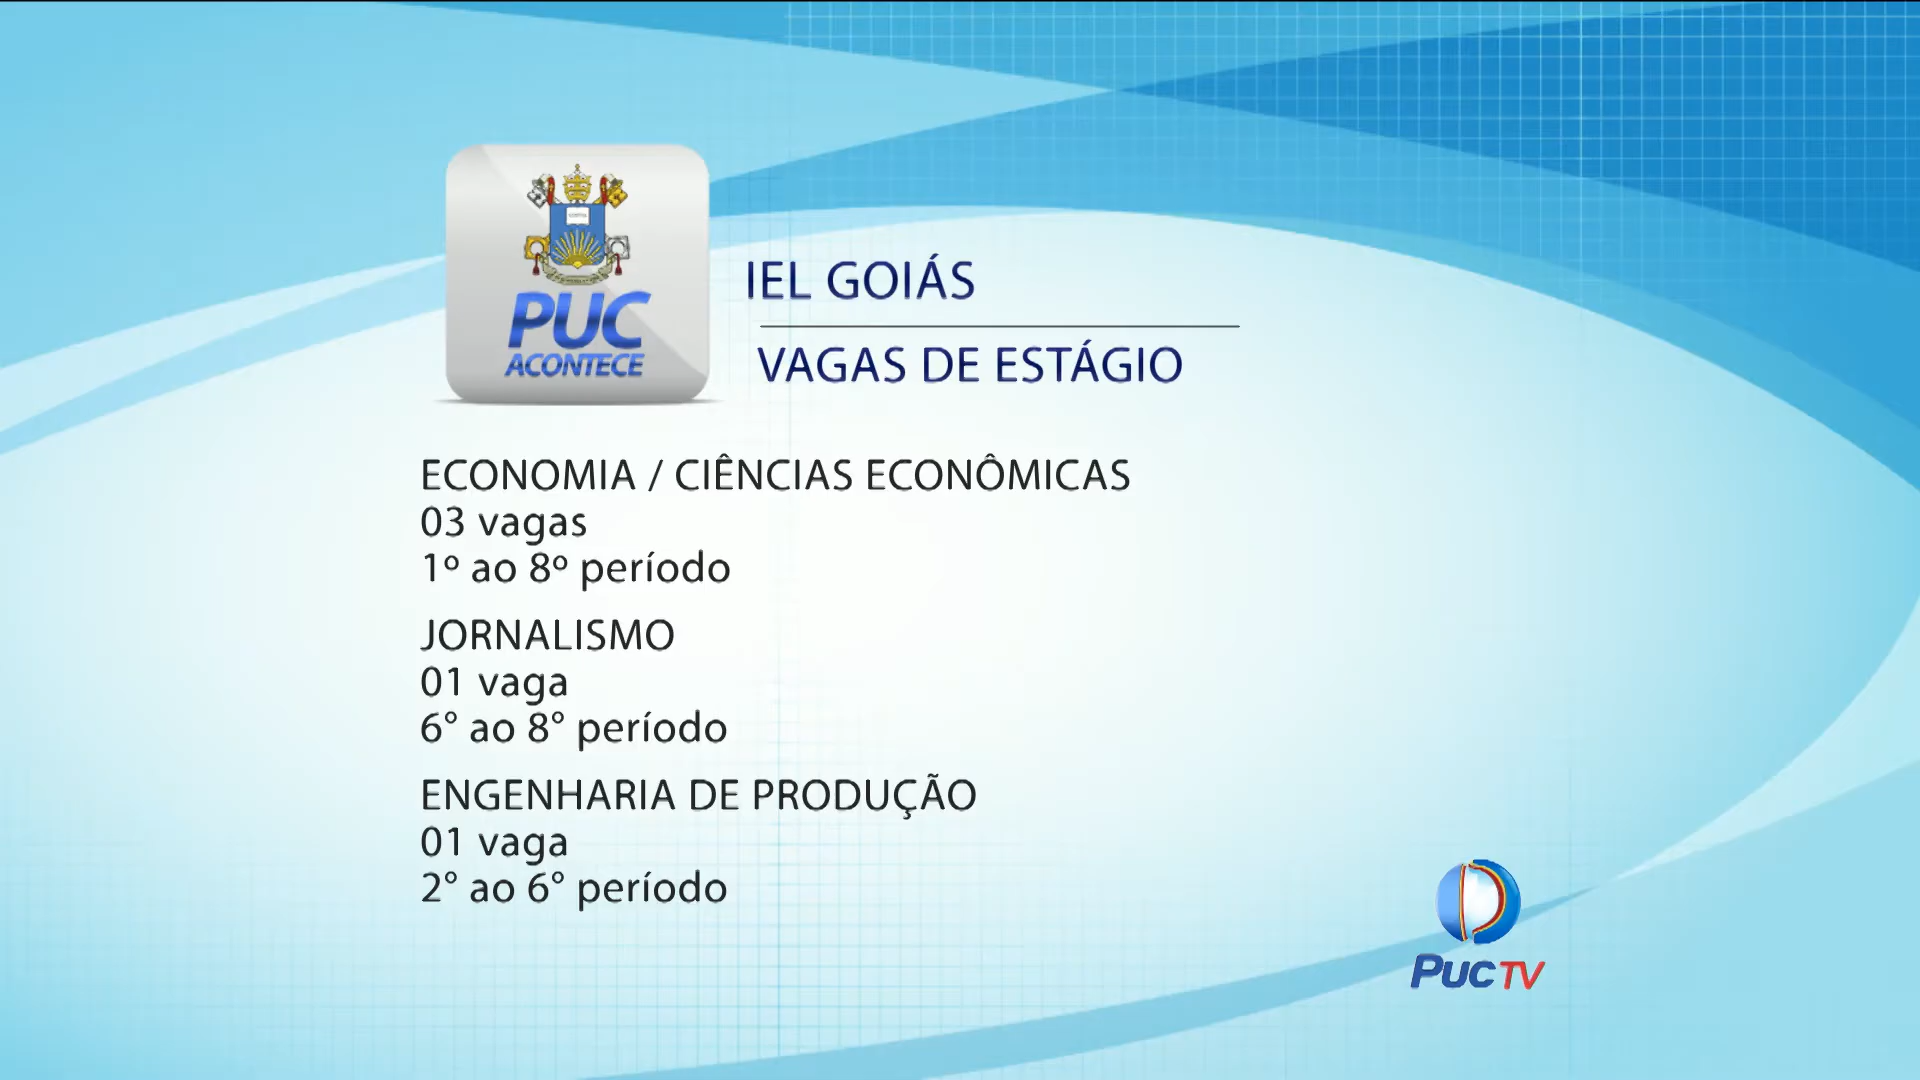 PUC
ACONTECE
IEL GOIÁS
VAGAS DE ESTÁGIO
ECONOMIA / CIÊNCIAS ECONÔMICAS
03 vagas
1º ao 8º período
JORNALISMO
01 vaga
6° ao 8° período
ENGENHARIA DE PRODUÇÃO
01 vaga
2° ao 6° período
PUC TV